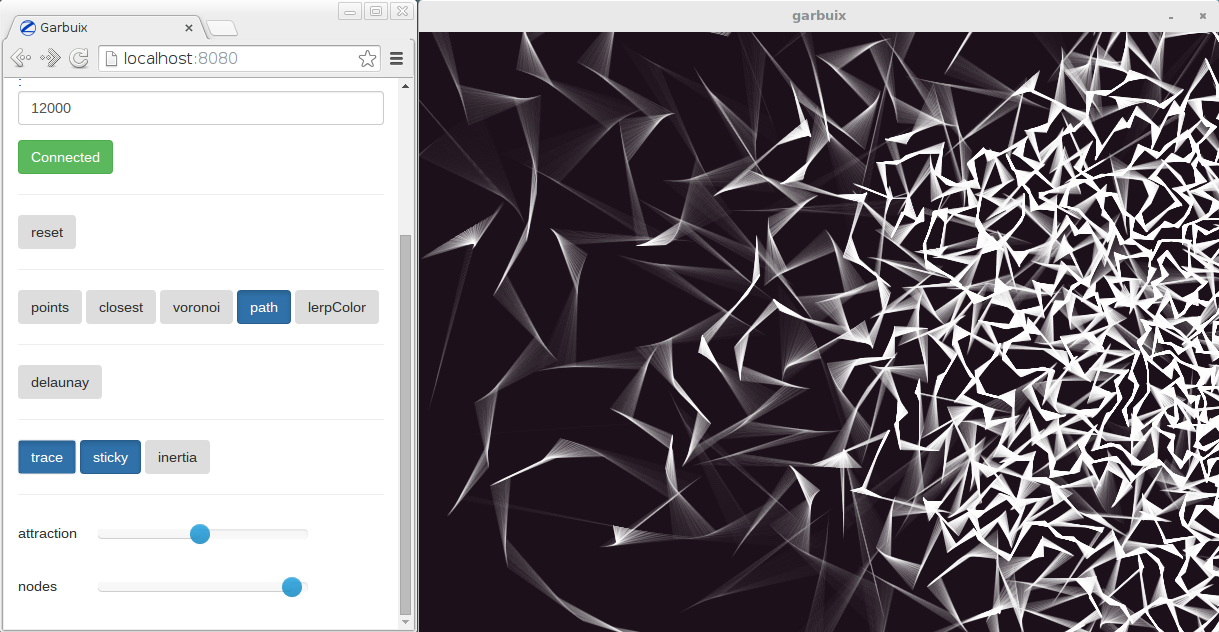 Garbuix
garbuix
localhost:8080
:
12000
Connected
reset
points closest voronoi path lerpColor
delaunay
trace sticky inertia
attraction
nodes